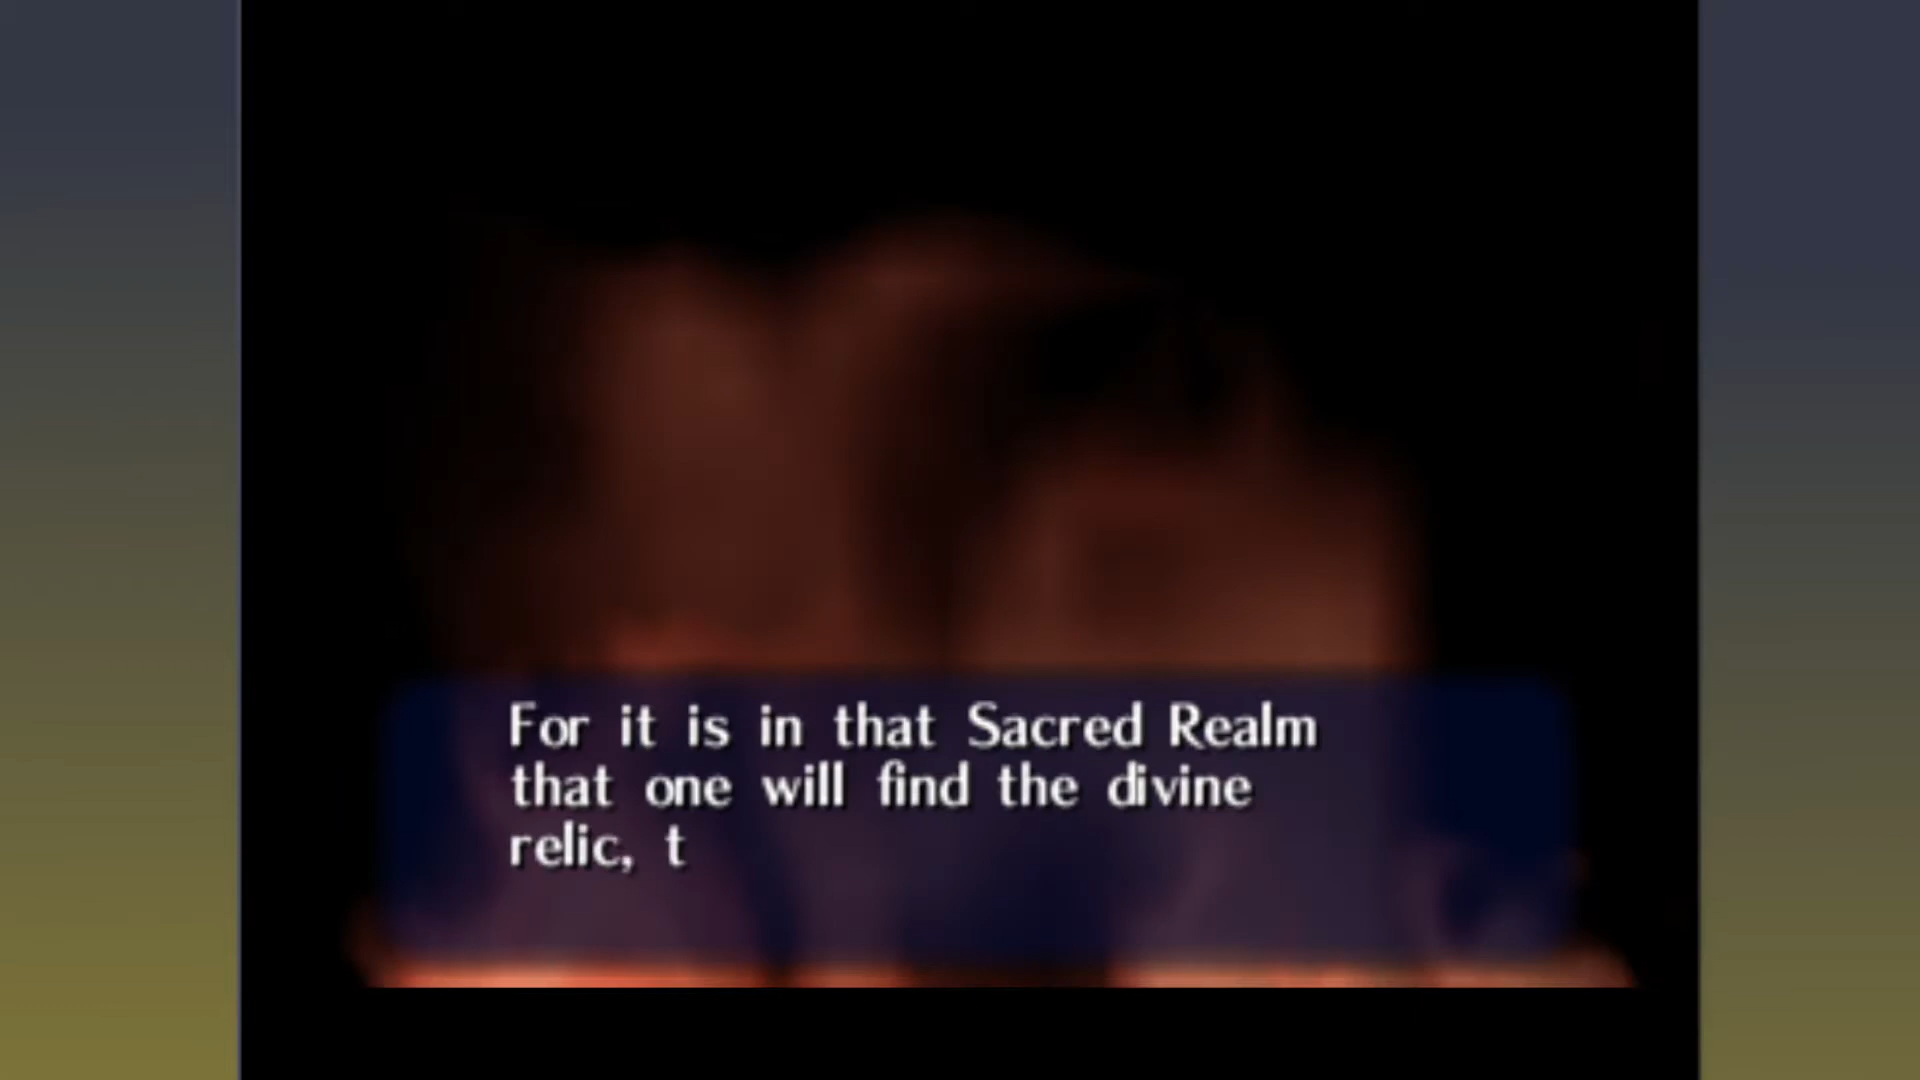 For it is in that Sacred Realm
that one will find the divine
relic, t